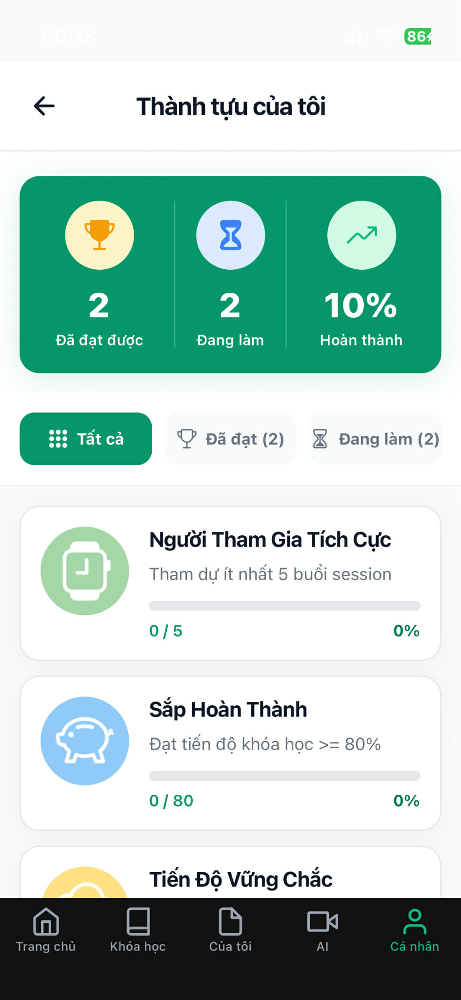 06:18
86
Thành tựu của tôi
2
Đã đạt được
2
Đang làm
10%
Hoàn thành
Tất cả
Đã đạt (2)
Đang làm (2)
Người Tham Gia Tích Cực
Tham dự ít nhất 5 buổi session
0 / 5
0%
Sắp Hoàn Thành
Đạt tiến độ khóa học >= 80%
0 / 80
0%
Tiến Độ Vững Chắc
Trang chủ
Khóa học
Của tôi
AI
Cá nhân